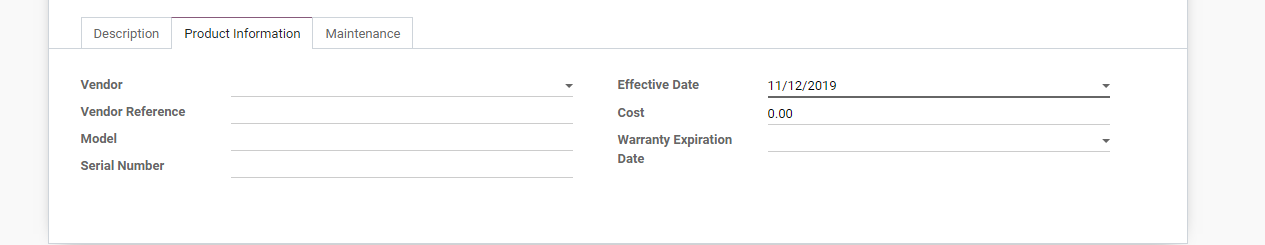 Description Product Information Maintenance
Vendor
Vendor Reference
Model
Serial Number
Effective Date 11/12/2019
Cost 0.00
Warranty Expiration
Date